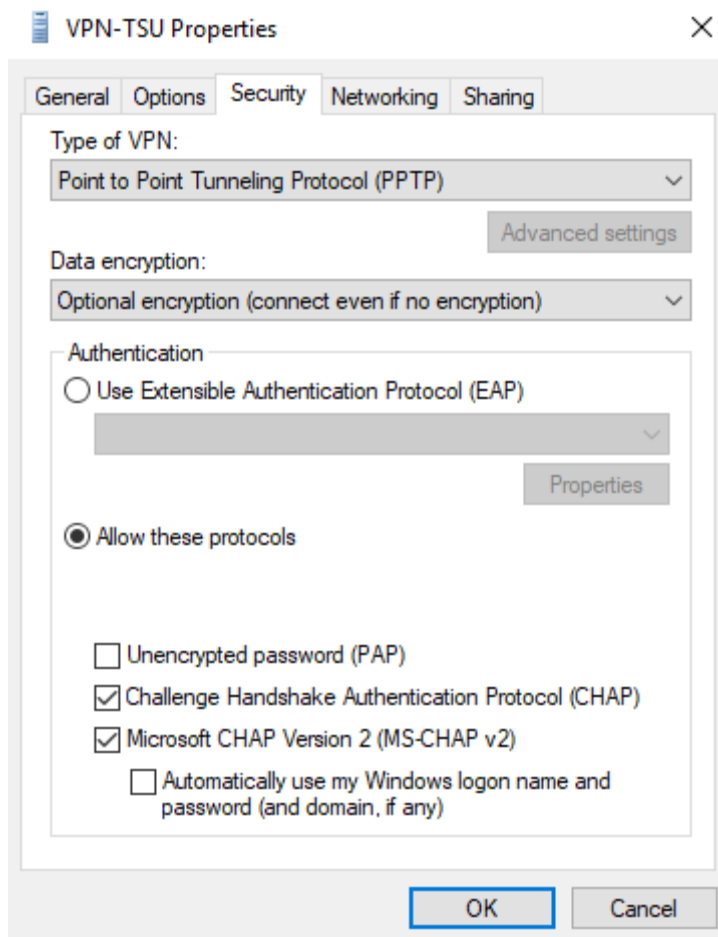 VPN-TSU Properties
General Options Security Networking Sharing
Type of VPN:
Point to Point Tunneling Protocol (PPTP)
Advanced settings
Data encryption:
Optional encryption (connect even if no encryption)
Authentication
Use Extensible Authentication Protocol (EAP)
Properties
Allow these protocols
Unencrypted password (PAP)
Challenge Handshake Authentication Protocol (CHAP)
Microsoft CHAP Version 2 (MS-CHAP v2)
Automatically use my Windows logon name and
password (and domain, if any)
OK Cancel